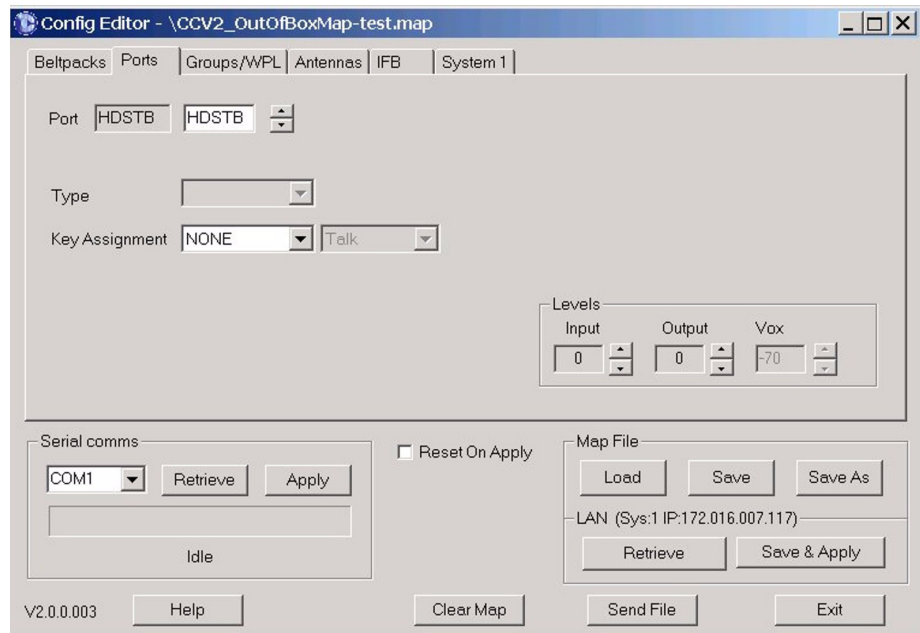 Config Editor - \CCV2_OutOfBoxMap-test.map
Beltpacks Ports Groups/WPL Antennas IFB System 1
Port HDSTB HDSTB
Type
Key Assignment NONE Talk
Levels
Input Output Vox
0 0 -70
Serial comms
COM1 Retrieve Apply
Idle
Reset On Apply
Map File
Load Save Save As
LAN (Sys:1 IP:172.016.007.117)
Retrieve Save & Apply
V2.0.0.003 Help Clear Map Send File Exit